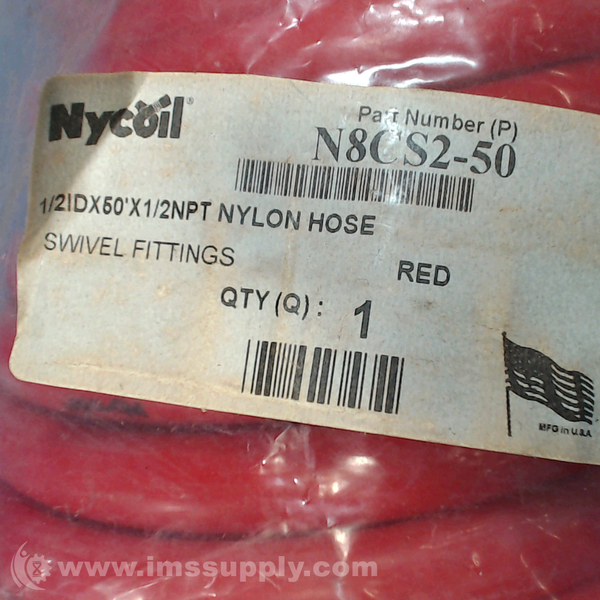 Nycoil®
Part Number (P)
N8CS2-50
1/2IDX50'X1/2NPT NYLON HOSE
SWIVEL FITTINGS
RED
QTY (Q) : 1
MFG in U.S.A.
www.imssupply.com